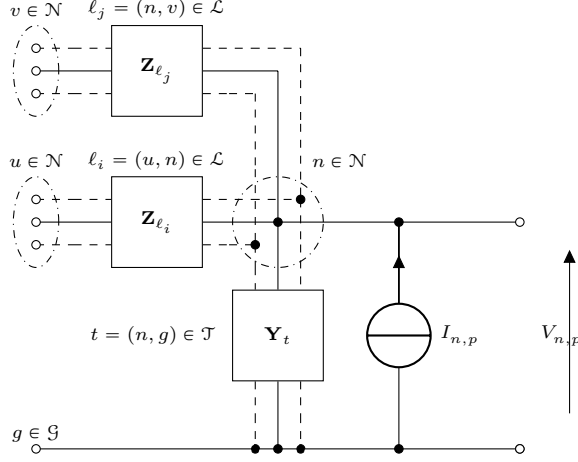 v ∈ 𝒩
ℓ_j = (n, v) ∈ ℒ
𝐙_{ℓ_j}
u ∈ 𝒩
ℓ_i = (u, n) ∈ ℒ
n ∈ 𝒩
𝐙_{ℓ_i}
t = (n, g) ∈ 𝒯
𝐘_t
I_{n,p}
V_{n,p}
g ∈ 𝒢